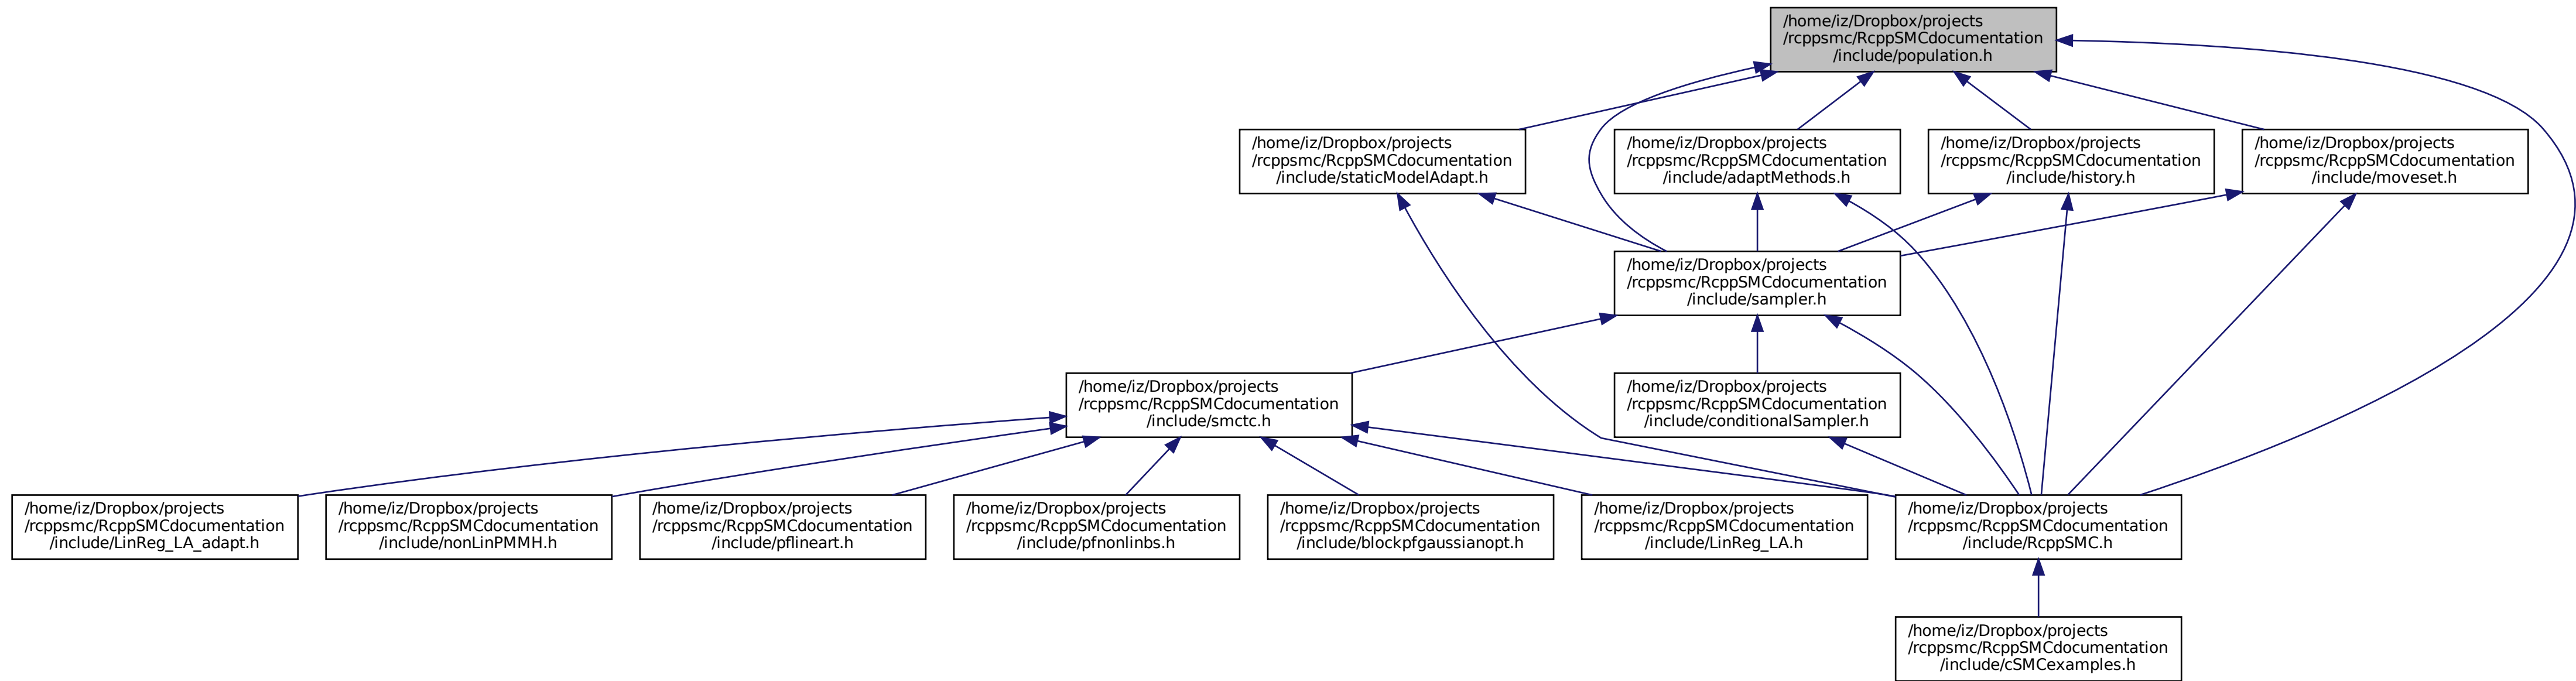 /home/iz/Dropbox/projects
/rcppsmc/RcppSMCdocumentation
/include/population.h
/home/iz/Dropbox/projects
/rcppsmc/RcppSMCdocumentation
/include/staticModelAdapt.h
/home/iz/Dropbox/projects
/rcppsmc/RcppSMCdocumentation
/include/adaptMethods.h
/home/iz/Dropbox/projects
/rcppsmc/RcppSMCdocumentation
/include/history.h
/home/iz/Dropbox/projects
/rcppsmc/RcppSMCdocumentation
/include/moveset.h
/home/iz/Dropbox/projects
/rcppsmc/RcppSMCdocumentation
/include/sampler.h
/home/iz/Dropbox/projects
/rcppsmc/RcppSMCdocumentation
/include/smctc.h
/home/iz/Dropbox/projects
/rcppsmc/RcppSMCdocumentation
/include/conditionalSampler.h
/home/iz/Dropbox/projects
/rcppsmc/RcppSMCdocumentation
/include/LinReg_LA_adapt.h
/home/iz/Dropbox/projects
/rcppsmc/RcppSMCdocumentation
/include/nonLinPMMH.h
/home/iz/Dropbox/projects
/rcppsmc/RcppSMCdocumentation
/include/pflineart.h
/home/iz/Dropbox/projects
/rcppsmc/RcppSMCdocumentation
/include/pfnonlinbs.h
/home/iz/Dropbox/projects
/rcppsmc/RcppSMCdocumentation
/include/blockpfgaussianopt.h
/home/iz/Dropbox/projects
/rcppsmc/RcppSMCdocumentation
/include/LinReg_LA.h
/home/iz/Dropbox/projects
/rcppsmc/RcppSMCdocumentation
/include/RcppSMC.h
/home/iz/Dropbox/projects
/rcppsmc/RcppSMCdocumentation
/include/cSMCexamples.h